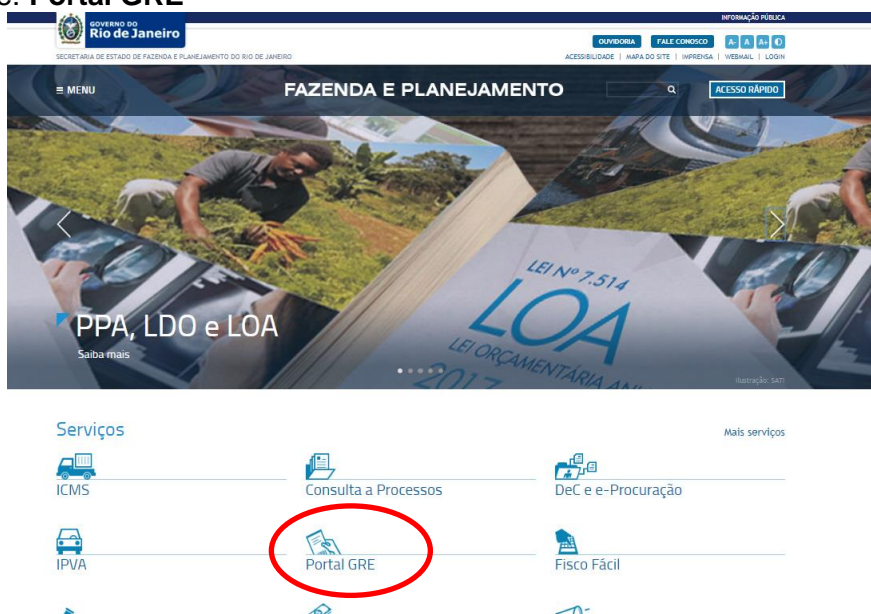 Portal GRE
INFORMAÇÃO PÚBLICA
GOVERNO DO
Rio de Janeiro
OUVIDORIA FALE CONOSCO A- A A+
SECRETARIA DE ESTADO DE FAZENDA E PLANEJAMENTO DO RIO DE JANEIRO
ACESSIBILIDADE | MAPA DO SITE | IMPRENSA | WEBMAIL | LOGIN
≡ MENU
FAZENDA E PLANEJAMENTO
ACESSO RÁPIDO
LEI Nº 7.514
LOA
LEI ORÇAMENTÁRIA
2017
PPA, LDO e LOA
Saiba mais
Ilustração: SATI
Serviços
Mais serviços
ICMS
Consulta a Processos
DeC e e-Procuração
IPVA
Portal GRE
Fisco Fácil